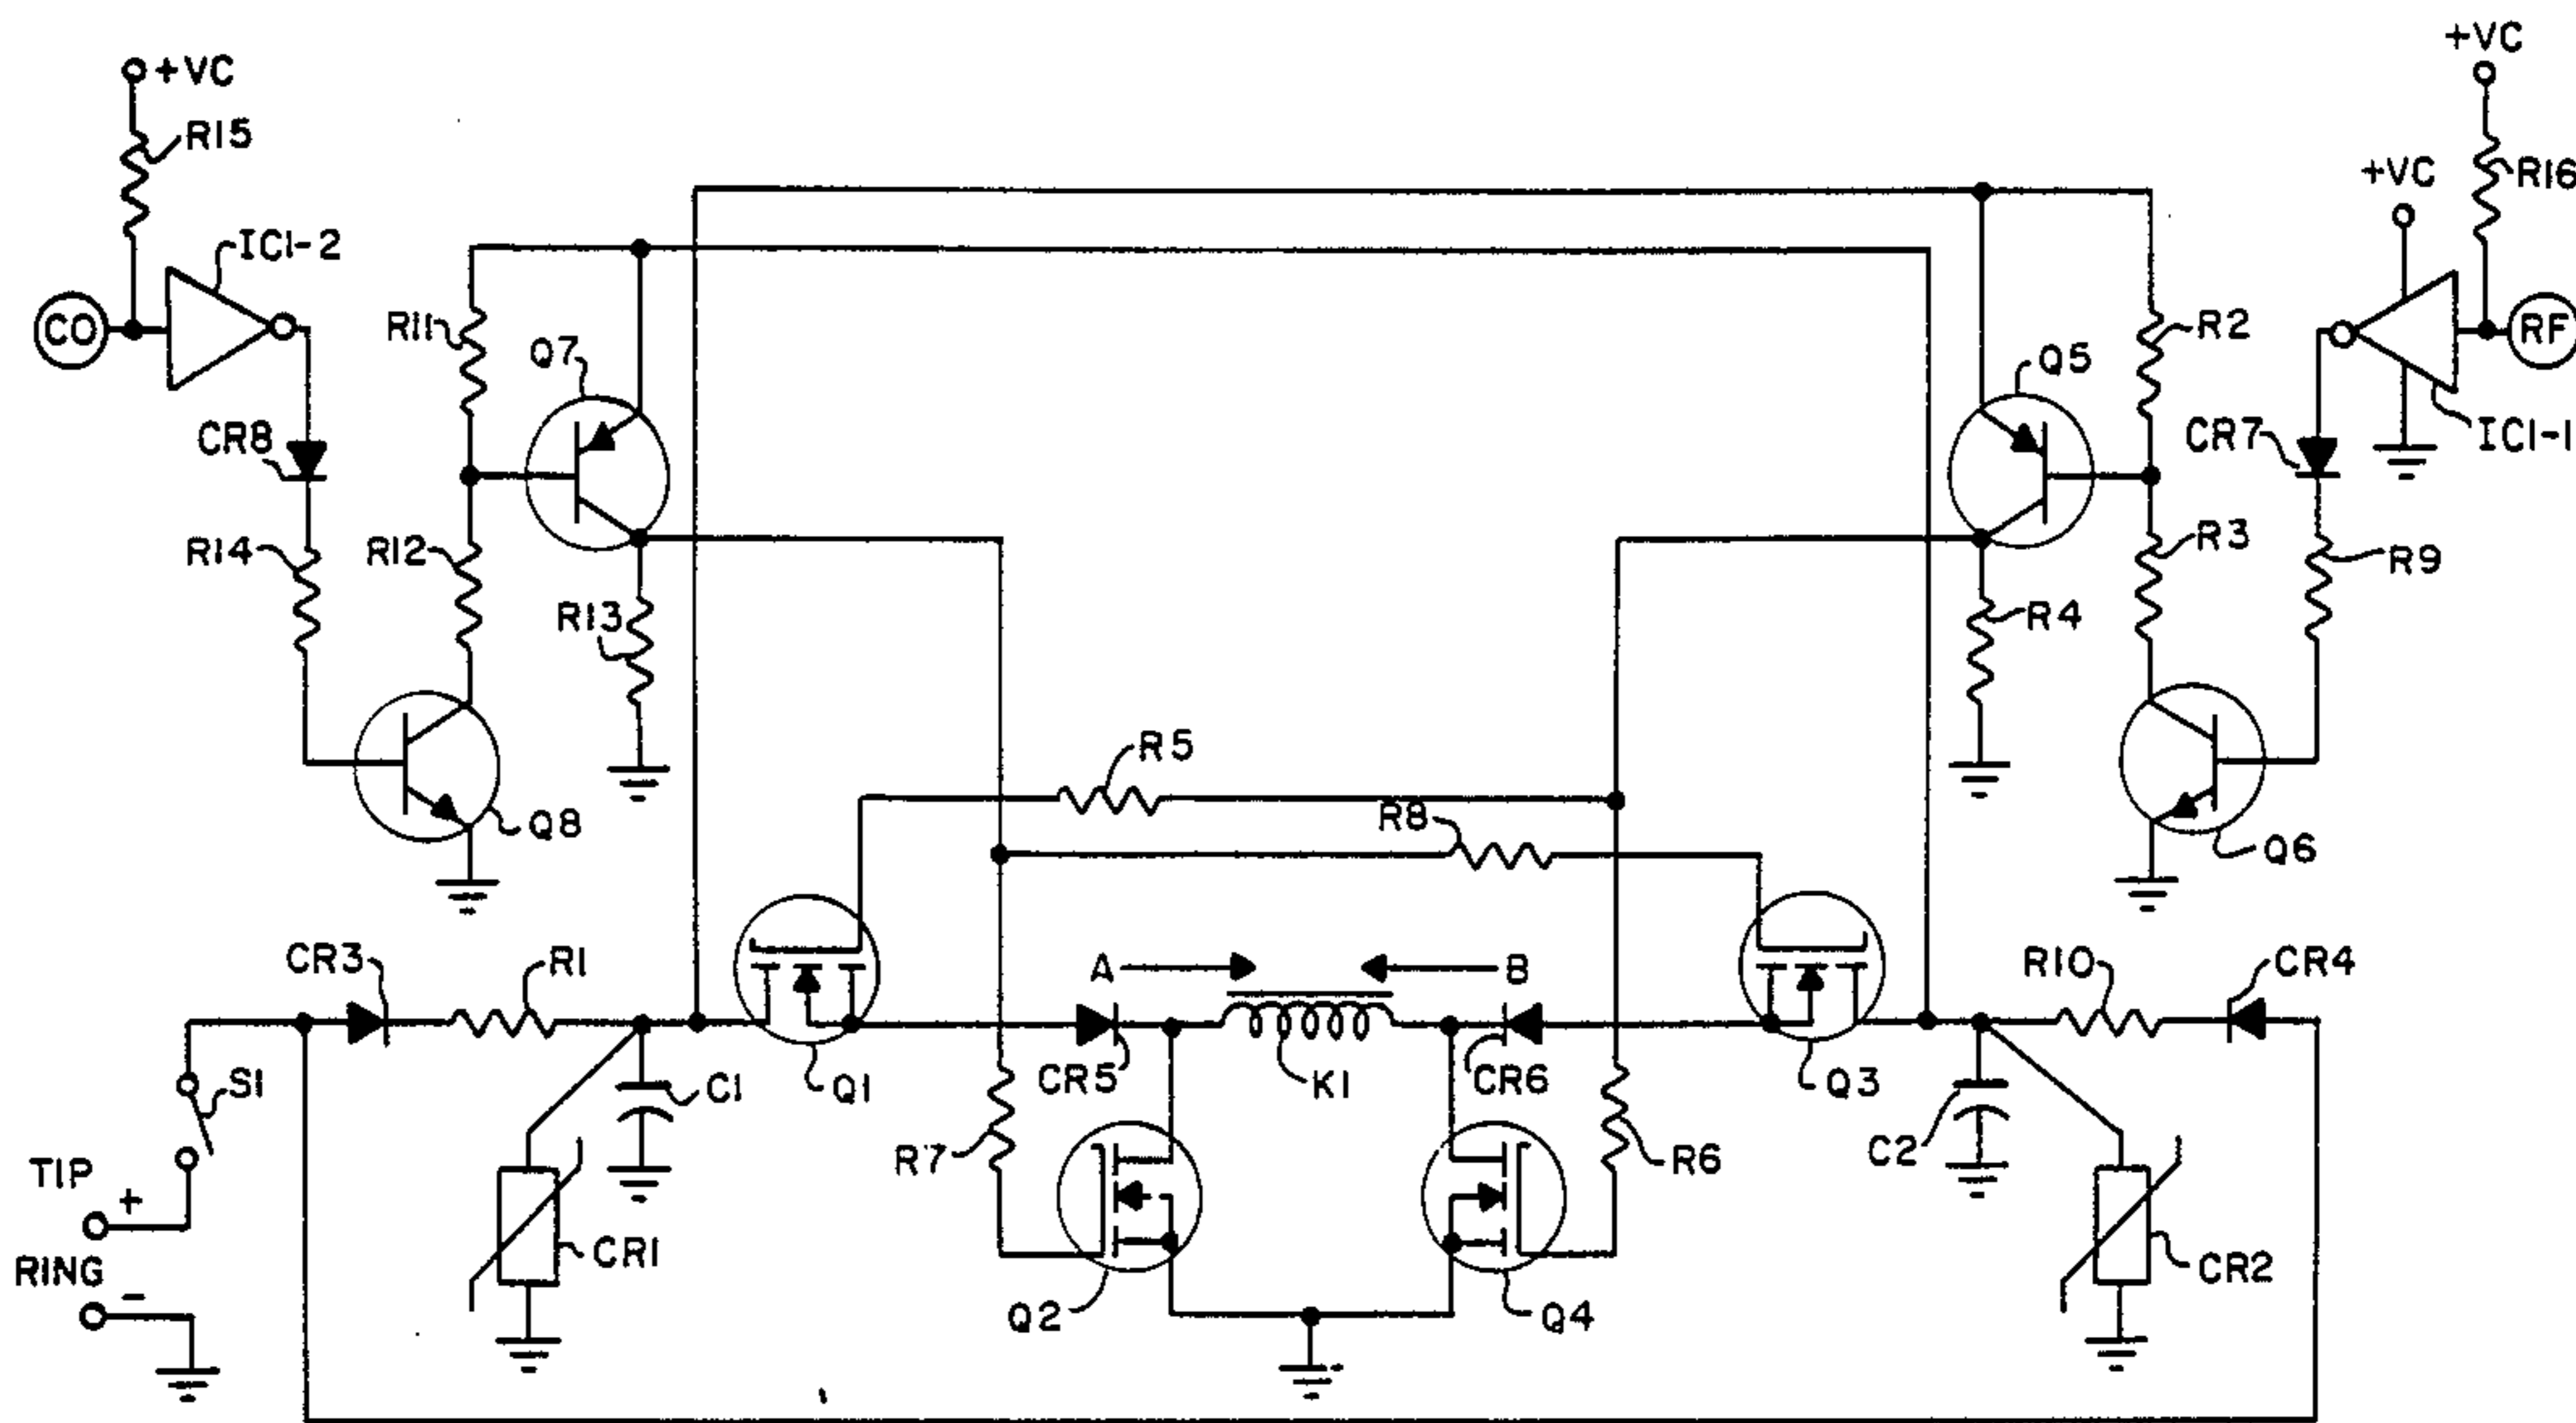 +VC
+VC
R15
+VC
R16
IC1-2
CO
R11
Q7
Q5
R2
RF
CR8
CR7
IC1-1
R14
R12
R3
R9
R13
R4
R5
R8
Q8
Q6
CR3
R1
A
B
R10
CR4
S1
C1
Q1
CR5
K1
CR6
Q3
C2
R7
R6
TIP
+
CR1
CR2
RING
-
Q2
Q4